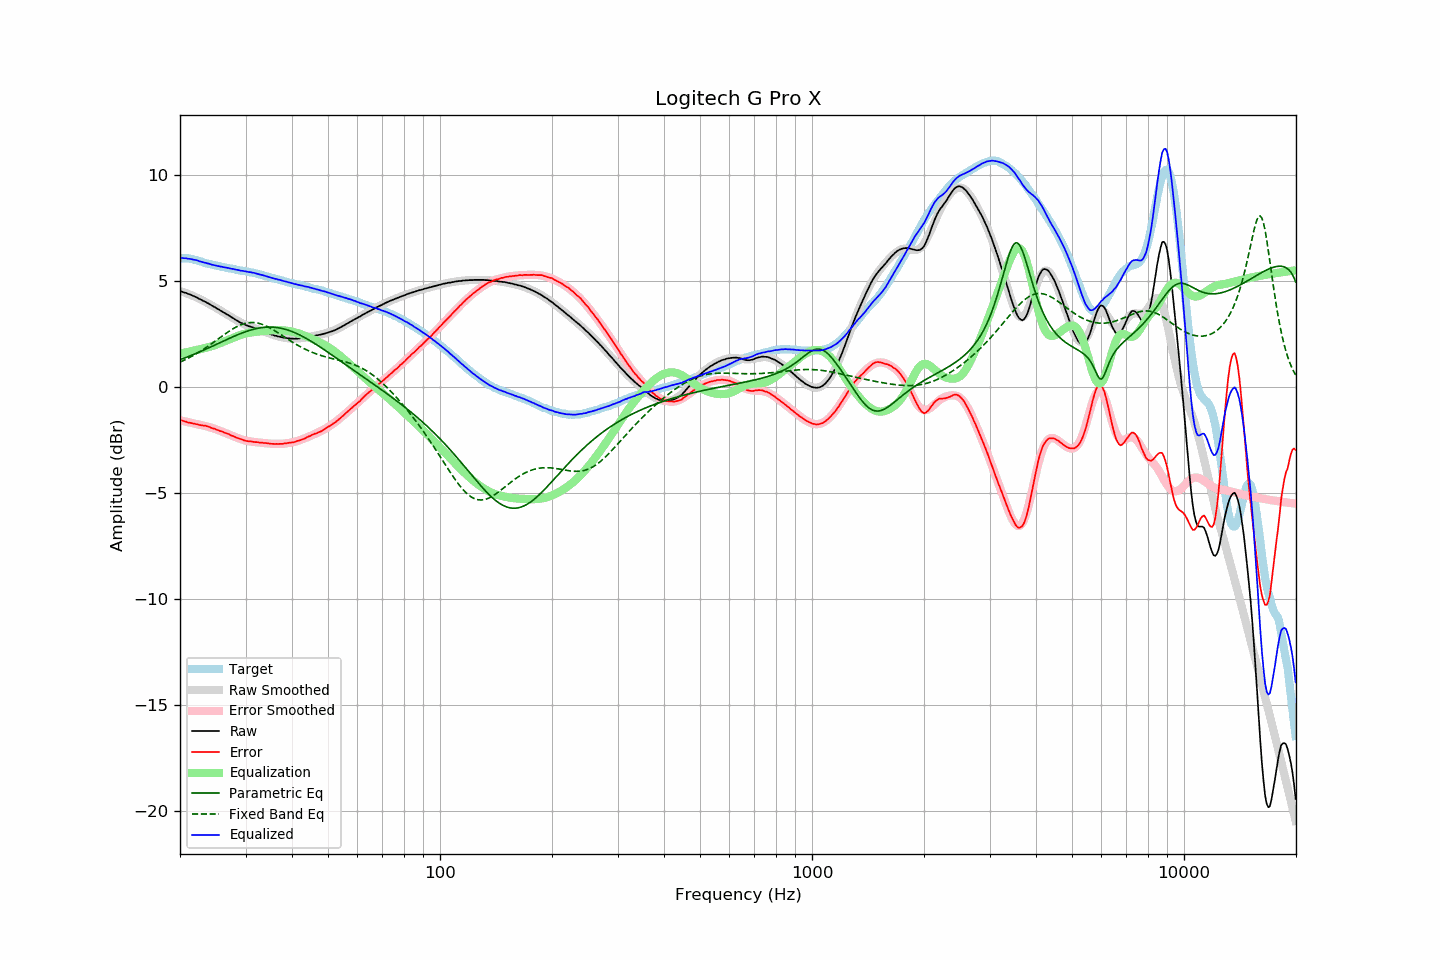 Logitech G Pro X
Amplitude (dBr)
10
5
0
−5
−10
−15
−20
Target
Raw Smoothed
Error Smoothed
Raw
Error
Equalization
Parametric Eq
Fixed Band Eq
Equalized
100
1000
10000
Frequency (Hz)